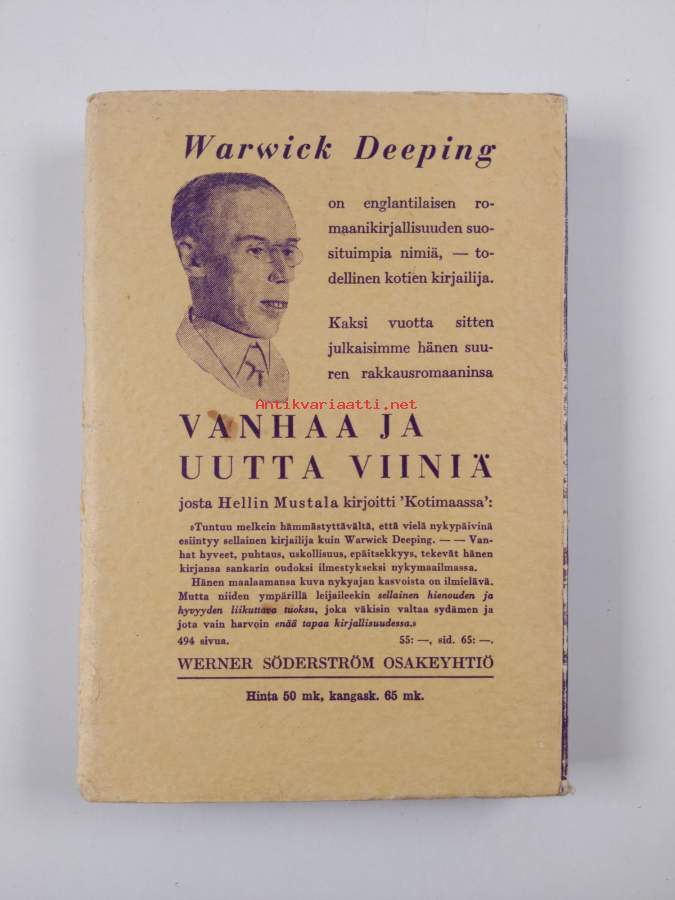 Warwick Deeping
on englantilaisen ro-
maanikirjallisuuden suo-
situimpia nimiä, — to-
dellinen kotien kirjailija.
Kaksi vuotta sitten
julkaisimme hänen suu-
ren rakkausromaaninsa
Antikvariaatti.net
VANHAA JA
UUTTA VIINIÄ
josta Hellin Mustala kirjoitti 'Kotimaassa':
»Tuntuu melkein hämmästyttävältä, että vielä nykypäivinä
esiintyy sellainen kirjailija kuin Warwick Deeping. — — Van-
hat hyveet, puhtaus, uskollisuus, epäitsekkyys, tekevät hänen
kirjansa sankarin oudoksi ilmestykseksi nykymaailmassa.
Hänen maalaamansa kuva nykyajan kasvoista on ilmielävä.
Mutta niiden ympärillä leijaileekin sellainen hienouden ja
hyvyyden liikuttava tuoksu, joka väkisin valtaa sydämen ja
jota vain harvoin enää tapaa kirjallisuudessa.»
494 sivua. 55: —, sid. 65: —.
WERNER SÖDERSTRÖM OSAKEYHTIÖ
Hinta 50 mk, kangask. 65 mk.